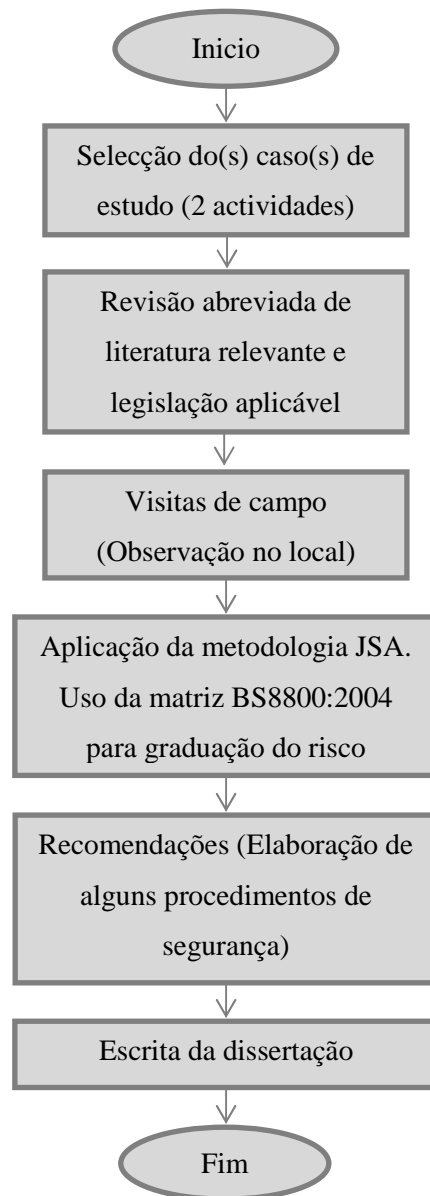 Inicio
Selecção do(s) caso(s) de
estudo (2 actividades)
Revisão abreviada de
literatura relevante e
legislação aplicável
Visitas de campo
(Observação no local)
Aplicação da metodologia JSA.
Uso da matriz BS8800:2004
para graduação do risco
Recomendações (Elaboração de
alguns procedimentos de
segurança)
Escrita da dissertação
Fim